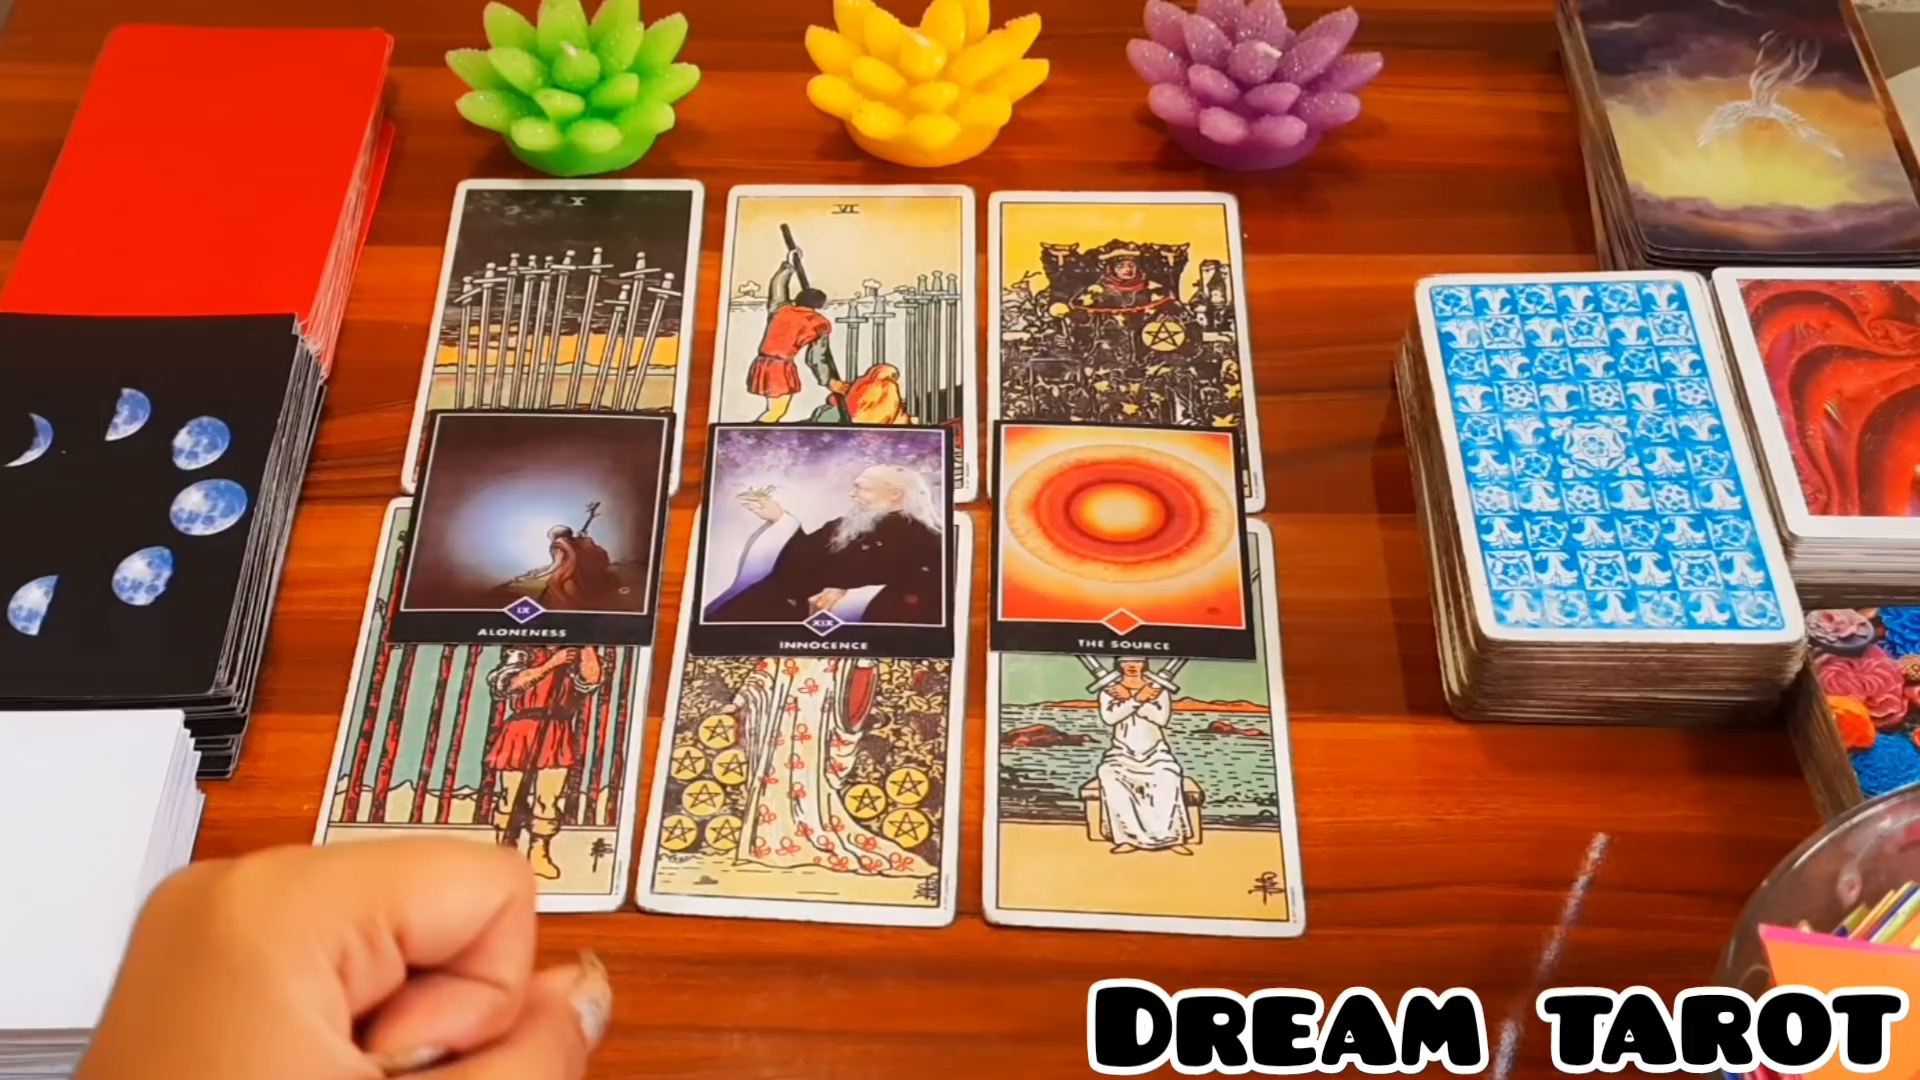 X
VI
IX
ALONENESS
XIX
INNOCENCE
THE SOURCE
DREAM TAROT